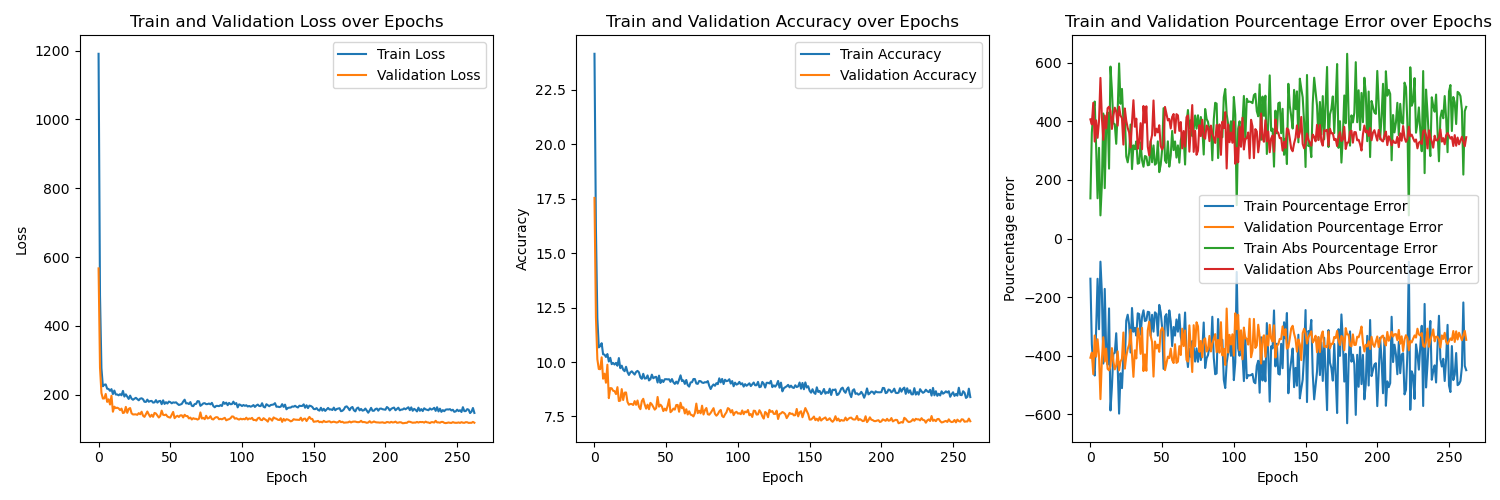 Train and Validation Loss over Epochs
1200
1000
800
600
400
200
0
50
100
150
200
250
Loss
Epoch
Train Loss
Validation Loss
Train and Validation Accuracy over Epochs
22.5
20.0
17.5
15.0
12.5
10.0
7.5
0
50
100
150
200
250
Accuracy
Epoch
Train Accuracy
Validation Accuracy
Train and Validation Pourcentage Error over Epochs
600
400
200
0
−200
−400
−600
0
50
100
150
200
250
Pourcentage error
Epoch
Train Pourcentage Error
Validation Pourcentage Error
Train Abs Pourcentage Error
Validation Abs Pourcentage Error